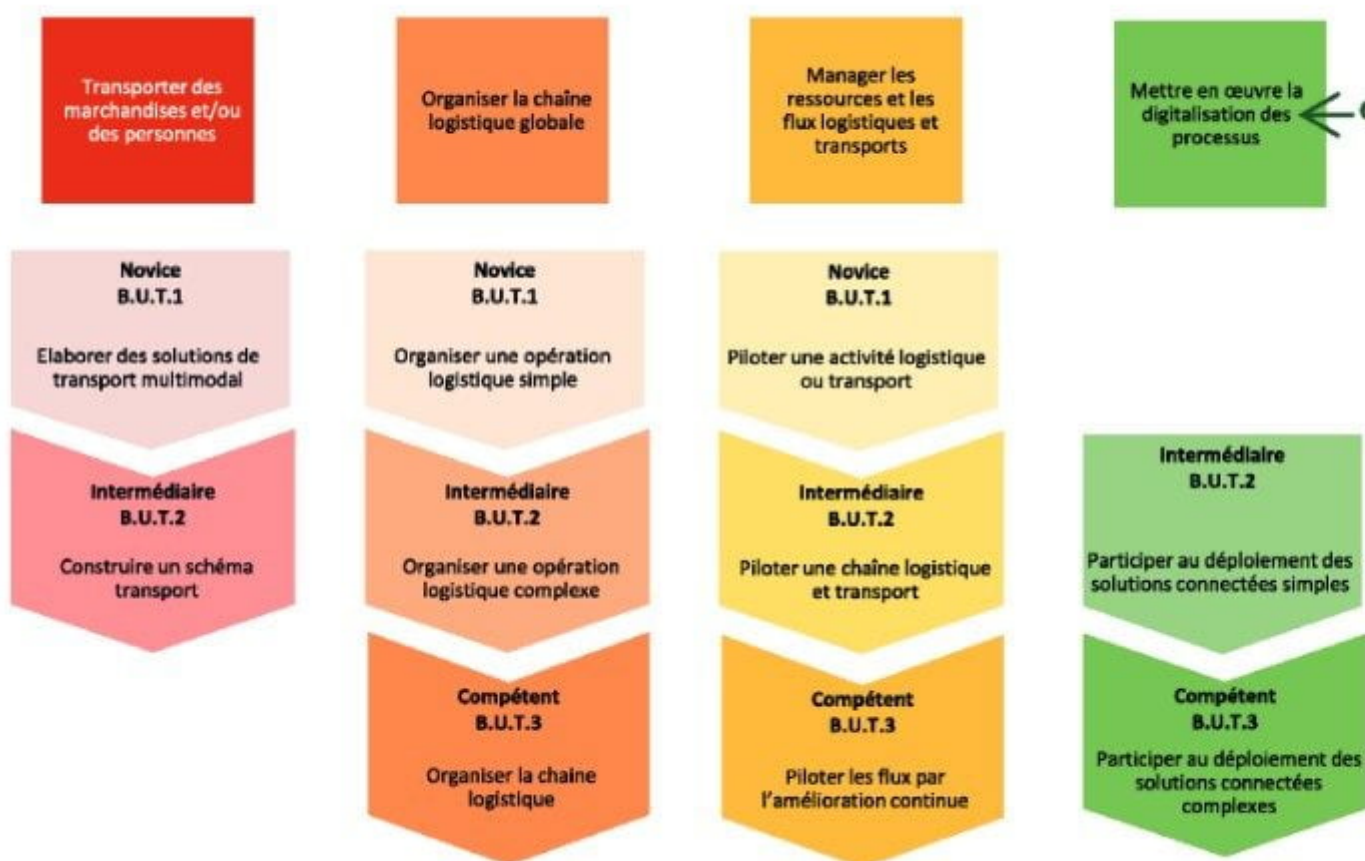 Transporter des
marchandises et/ou
des personnes
Organiser la chaîne
logistique globale
Manager les
ressources et les
flux logistiques et
transports
Mettre en œuvre la
digitalisation des
processus
Novice
B.U.T.1
Elaborer des solutions de
transport multimodal
Intermédiaire
B.U.T.2
Construire un schéma
transport
Novice
B.U.T.1
Organiser une opération
logistique simple
Intermédiaire
B.U.T.2
Organiser une opération
logistique complexe
Compétent
B.U.T.3
Organiser la chaine
logistique
Novice
B.U.T.1
Piloter une activité logistique
ou transport
Intermédiaire
B.U.T.2
Piloter une chaîne logistique
et transport
Compétent
B.U.T.3
Piloter les flux par
l'amélioration continue
Intermédiaire
B.U.T.2
Participer au déploiement des
solutions connectées simples
Compétent
B.U.T.3
Participer au déploiement des
solutions connectées
complexes